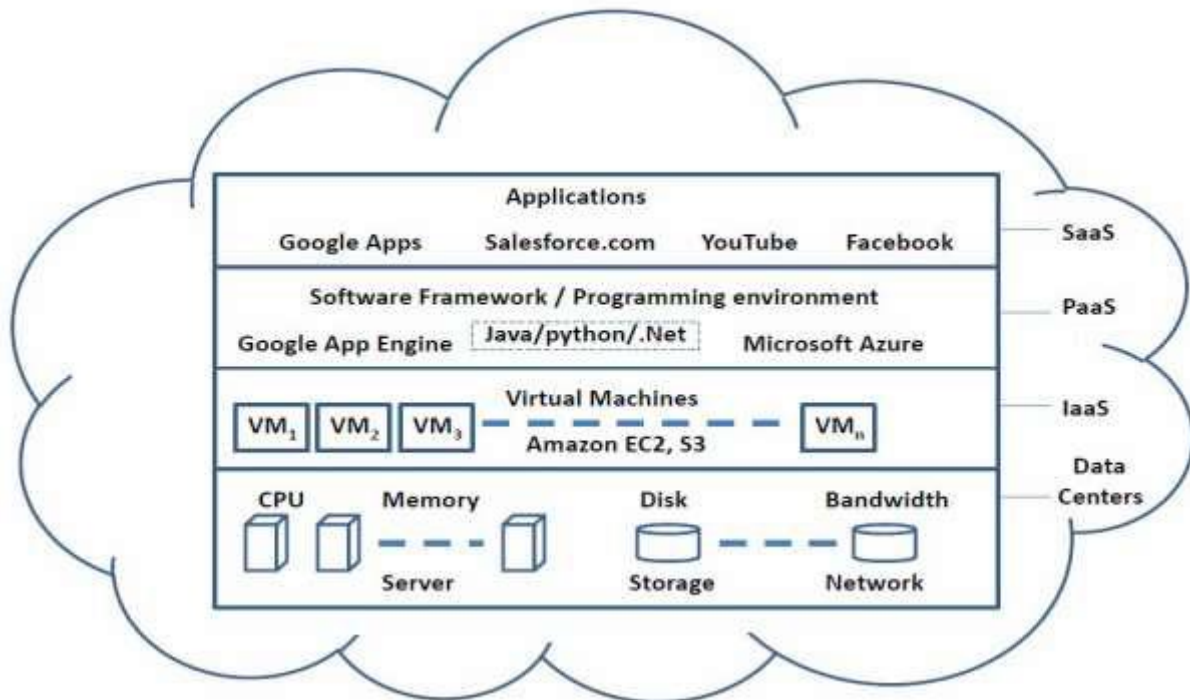 Applications
Google Apps Salesforce.com YouTube Facebook
SaaS
Software Framework / Programming environment
PaaS
Java/python/.Net
Google App Engine Microsoft Azure
Virtual Machines
IaaS
VM₁ VM₂ VM₃ VMₙ
Amazon EC2, S3
Data
Centers
CPU Memory Disk Bandwidth
Server Storage Network